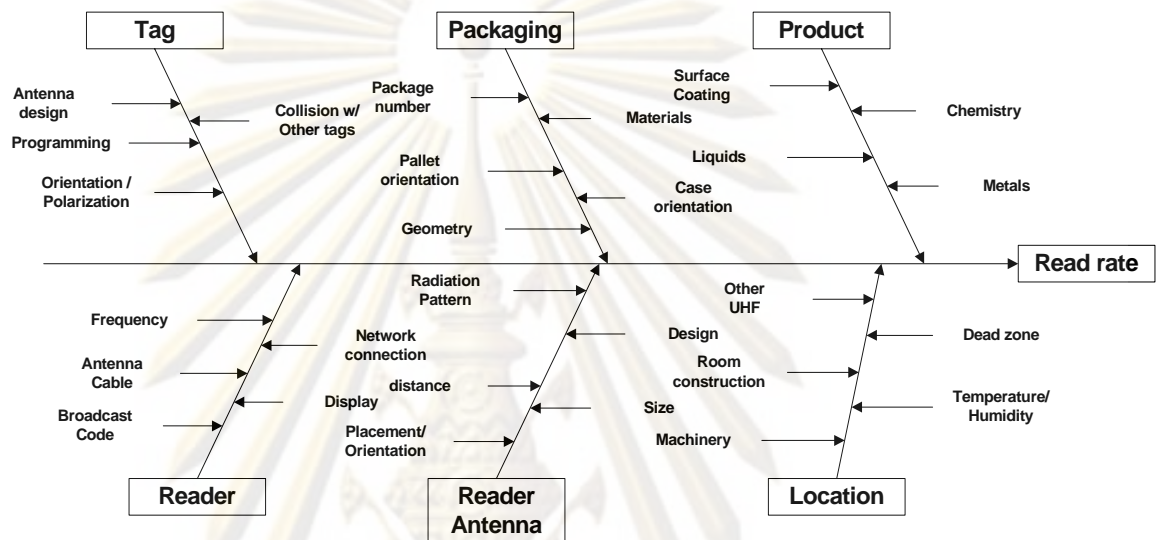 Tag
Packaging
Product
Antenna
design
Collision w/
Other tags
Programming
Orientation /
Polarization
Package
number
Materials
Pallet
orientation
Case
orientation
Geometry
Surface
Coating
Chemistry
Liquids
Metals
Read rate
Frequency
Network
connection
Antenna
Cable
Display
Broadcast
Code
Radiation
Pattern
Design
distance
Size
Placement/
Orientation
Other
UHF
Dead zone
Room
construction
Temperature/
Humidity
Machinery
Reader
Reader
Antenna
Location